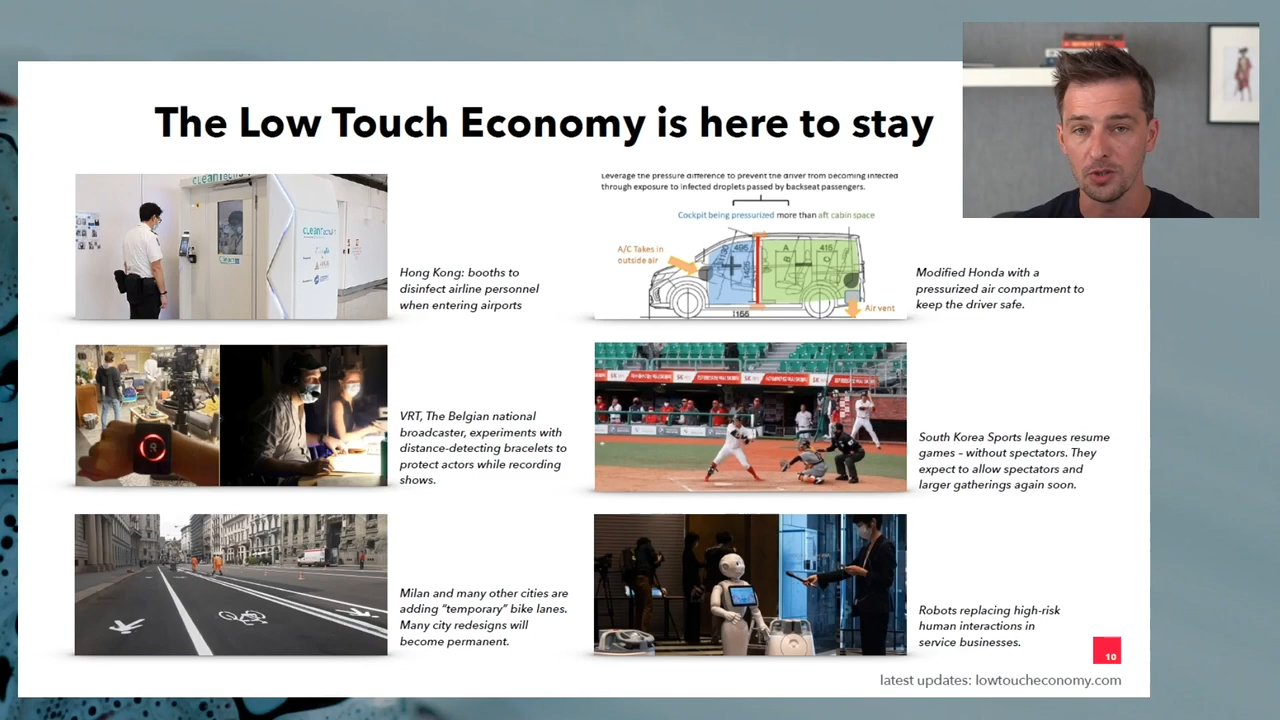 The Low Touch Economy is here to stay
cleantech
cleantech
Hong Kong: booths to
disinfect airline personnel
when entering airports
Leverage the pressure difference to prevent the driver from becoming infected
through exposure to infected droplets passed by backseat passengers.
Cockpit being pressurized more than aft cabin space
A/C Takes in
outside air
495
A
415
1166
Air vent
Modified Honda with a
pressurized air compartment to
keep the driver safe.
VRT, The Belgian national
broadcaster, experiments with
distance-detecting bracelets to
protect actors while recording
shows.
South Korea Sports leagues resume
games – without spectators. They
expect to allow spectators and
larger gatherings again soon.
Milan and many other cities are
adding “temporary” bike lanes.
Many city redesigns will
become permanent.
Robots replacing high-risk
human interactions in
service businesses.
10
latest updates: lowtoucheconomy.com